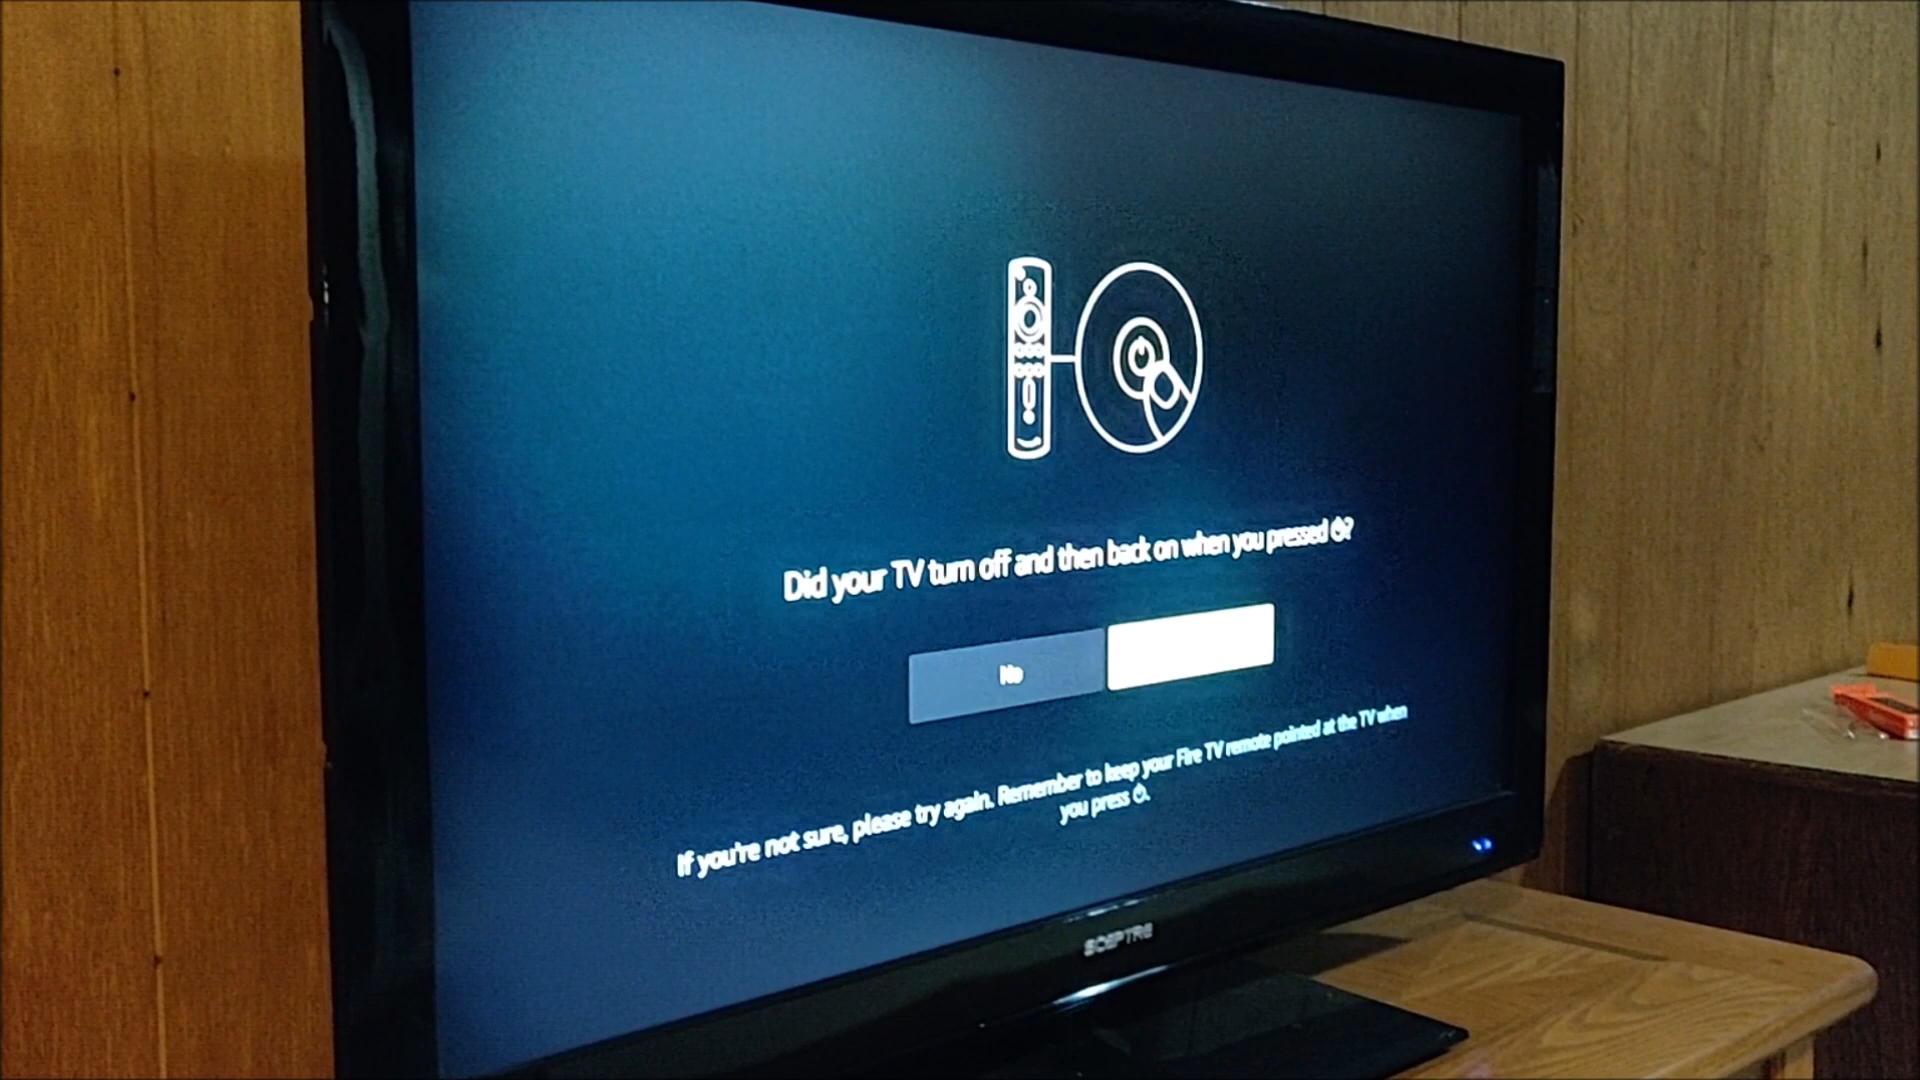 Did your TV turn off and then back on when you pressed ⏻?
No
If you're not sure, please try again. Remember to keep your Fire TV remote pointed at the TV when
you press ⏻.
SCEPTRE